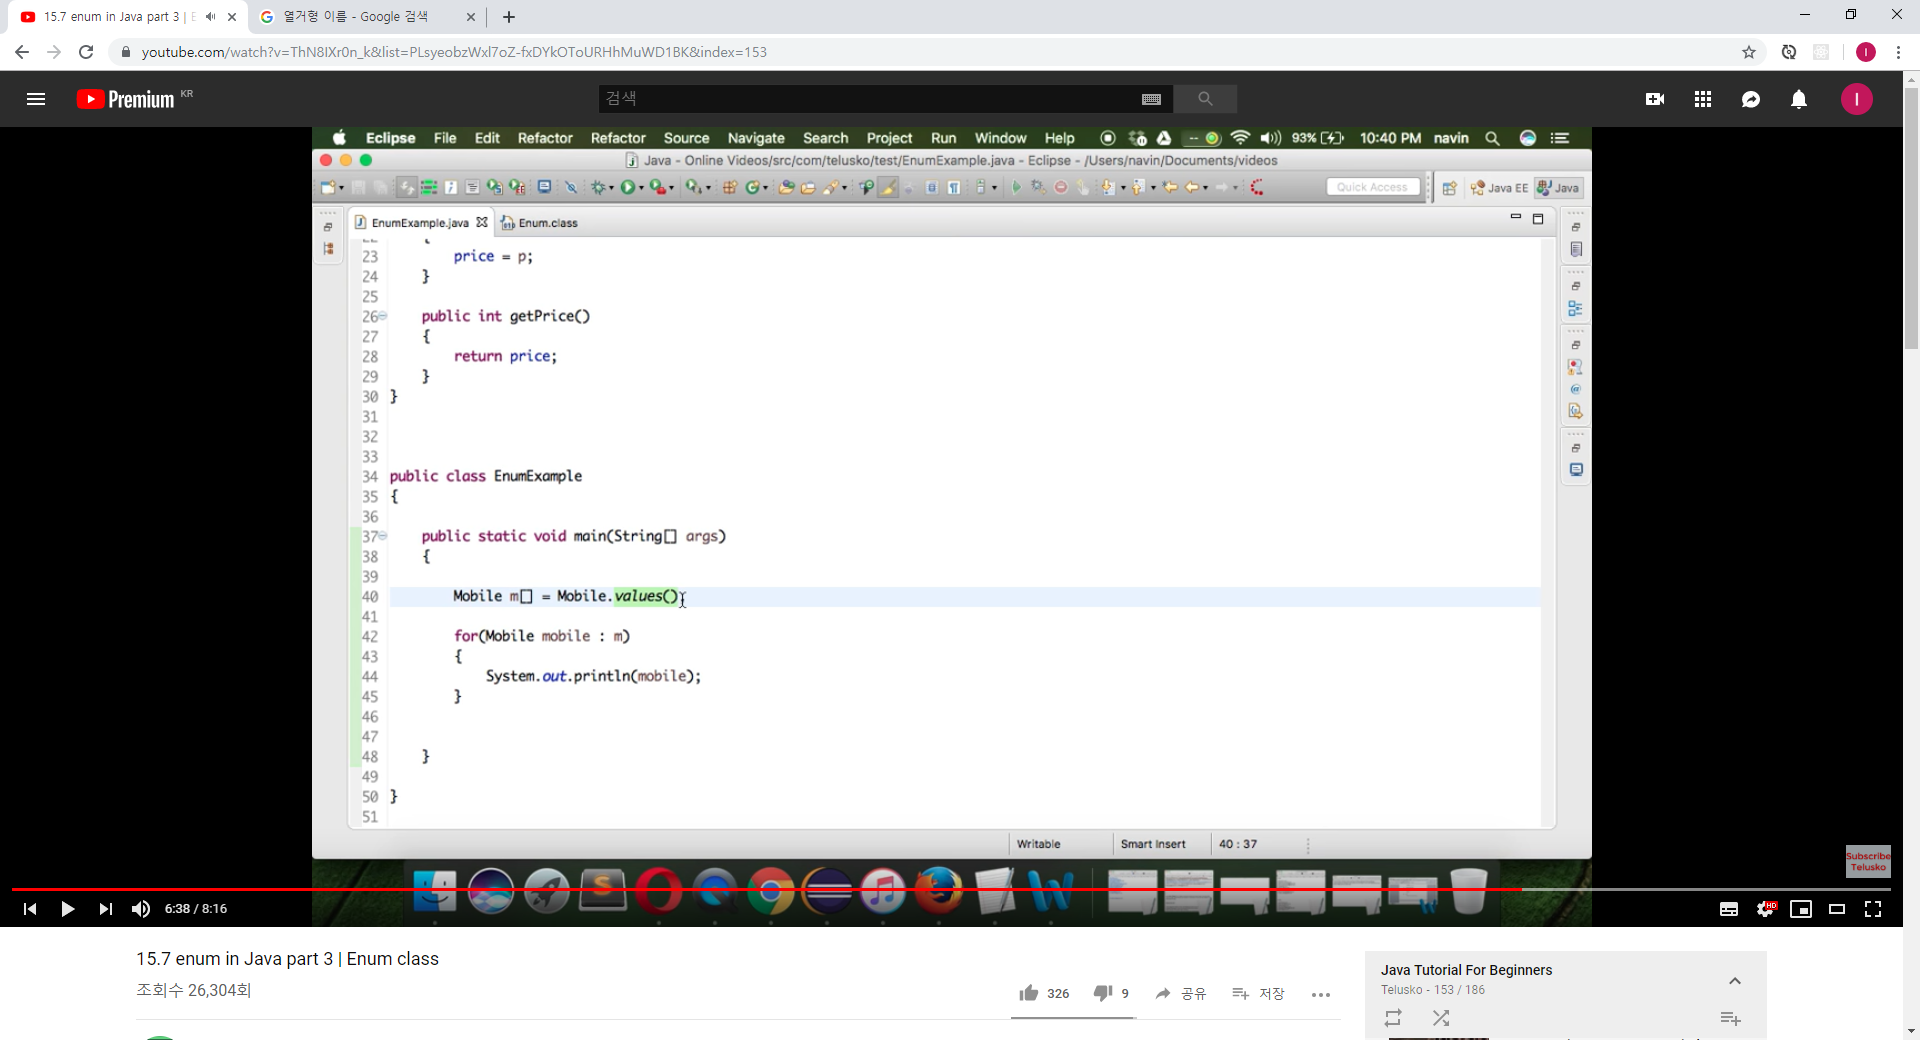 15.7 enum in Java part 3 | E
열거형 이름 - Google 검색
youtube.com/watch?v=ThN8IXr0n_k&list=PLsyeobzWxl7oZ-fxDYkOToURHhMuWD1BK&index=153
I
Premium KR
검색
I
Eclipse File Edit Refactor Refactor Source Navigate Search Project Run Window Help -- 93% 10:40 PM navin
Java - Online Videos/src/com/telusko/test/EnumExample.java - Eclipse - /Users/navin/Documents/videos
Quick Access Java EE Java
EnumExample.java Enum.class
22 {
23 price = p;
24 }
25
26 public int getPrice()
27 {
28 return price;
29 }
30 }
31
32
33
34 public class EnumExample
35 {
36
37 public static void main(String[] args)
38 {
39
40 Mobile m[] = Mobile.values()
41
42 for(Mobile mobile : m)
43 {
44 System.out.println(mobile);
45 }
46
47
48 }
49
50 }
51
Writable Smart Insert 40 : 37
Subscribe
Telusko
6:38 / 8:16
HD
15.7 enum in Java part 3 | Enum class
조회수 26,304회
326 9 공유 저장
Java Tutorial For Beginners
Telusko - 153 / 186